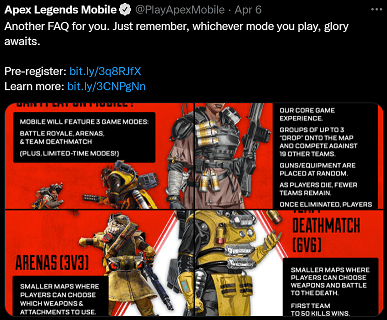 Apex Legends Mobile @PlayApexMobile · Apr 6
Another FAQ for you. Just remember, whichever mode you play, glory
awaits.
Pre-register: bit.ly/3q8RJfX
Learn more: bit.ly/3CNPgNn
CAN I PLAY ON MOBILE?
MOBILE WILL FEATURE 3 GAME MODES:
BATTLE ROYALE, ARENAS,
& TEAM DEATHMATCH
(PLUS, LIMITED-TIME MODES!)
OUR CORE GAME
EXPERIENCE.
GROUPS OF UP TO 3
"DROP" ONTO THE MAP
AND COMPETE AGAINST
19 OTHER TEAMS.
GUNS/EQUIPMENT ARE
PLACED AT RANDOM.
AS PLAYERS DIE, FEWER
TEAMS REMAIN.
ONCE ELIMINATED, PLAYERS
ARENAS (3V3)
SMALLER MAPS WHERE
PLAYERS CAN CHOOSE
WHICH WEAPONS &
ATTACHMENTS TO USE.
TEAM
DEATHMATCH
(6V6)
SMALLER MAPS WHERE
PLAYERS CAN CHOOSE
WEAPONS AND BATTLE
TO THE DEATH.
FIRST TEAM
TO 50 KILLS WINS.